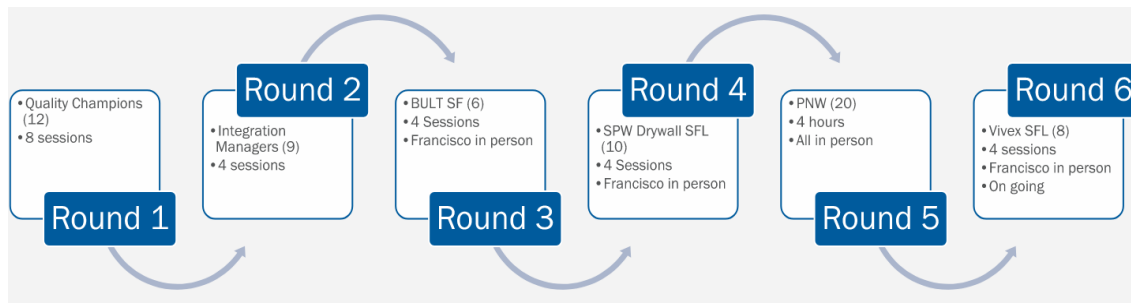 • Quality Champions
(12)
• 8 sessions
Round 1
Round 2
• Integration
Managers (9)
• 4 sessions
• BULT SF (6)
• 4 Sessions
• Francisco in person
Round 3
Round 4
• SPW Drywall SFL
(10)
• 4 Sessions
• Francisco in person
• PNW (20)
• 4 hours
• All in person
Round 5
Round 6
• Vivex SFL (8)
• 4 sessions
• Francisco in person
• On going